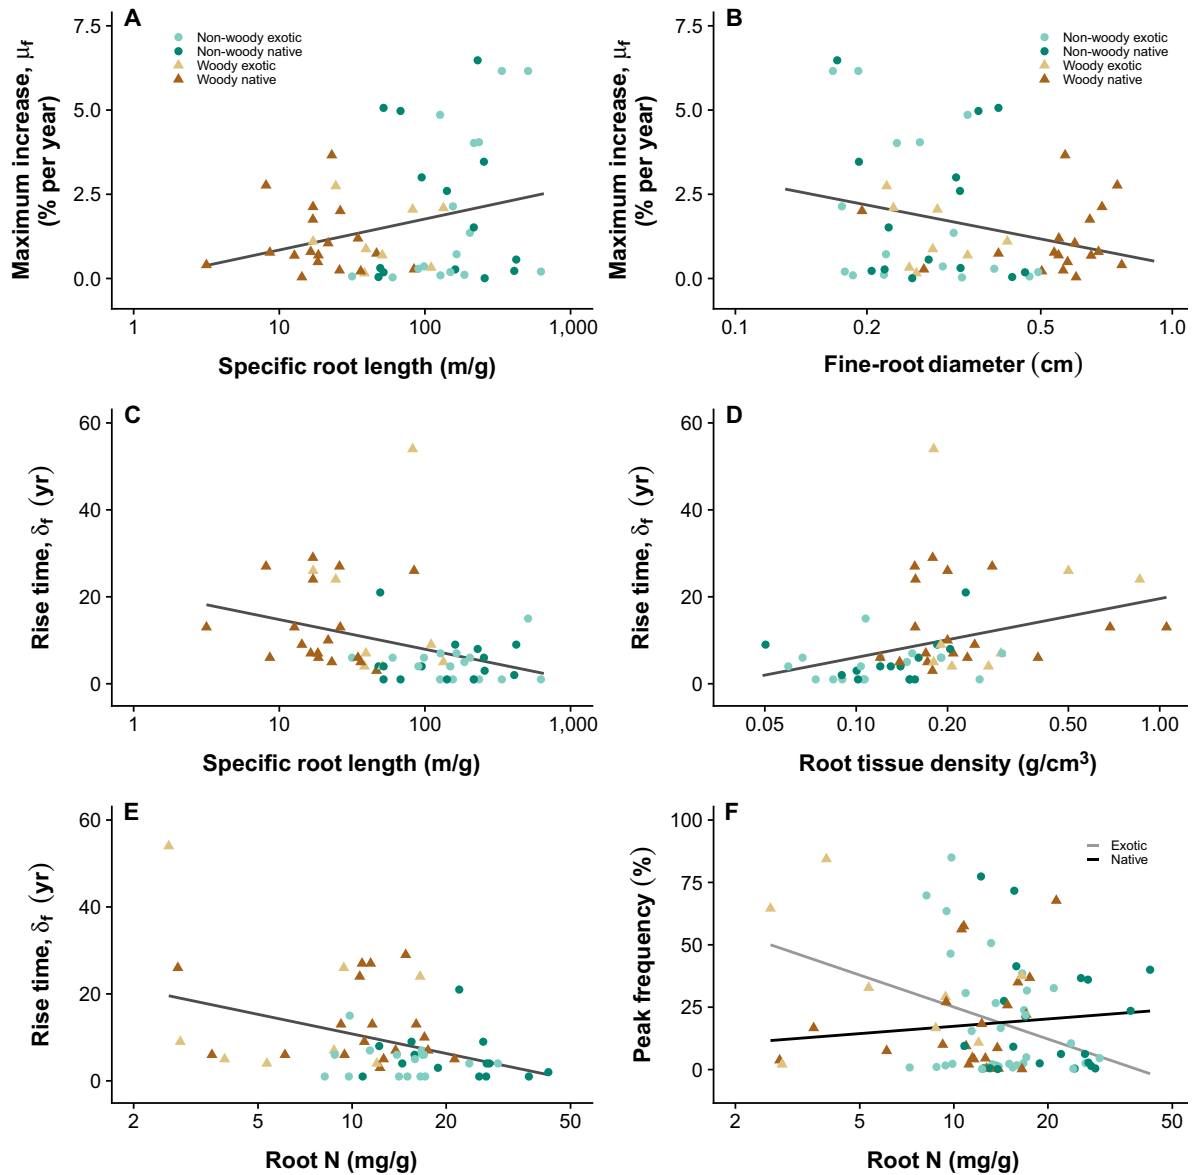 A
Maximum increase, μf
(% per year)
7.5
5.0
2.5
0.0
Non-woody exotic
Non-woody native
Woody exotic
Woody native
1 10 100 1,000
Specific root length (m/g)
B
Maximum increase, μf
(% per year)
7.5
5.0
2.5
0.0
Non-woody exotic
Non-woody native
Woody exotic
Woody native
0.1 0.2 0.5 1.0
Fine-root diameter (cm)
C
Rise time, δf (yr)
60
40
20
0
1 10 100 1,000
Specific root length (m/g)
D
Rise time, δf (yr)
60
40
20
0
0.05 0.10 0.20 0.50 1.00
Root tissue density (g/cm³)
E
Rise time, δf (yr)
60
40
20
0
2 5 10 20 50
Root N (mg/g)
F
Peak frequency (%)
100
75
50
25
0
Exotic
Native
2 5 10 20 50
Root N (mg/g)